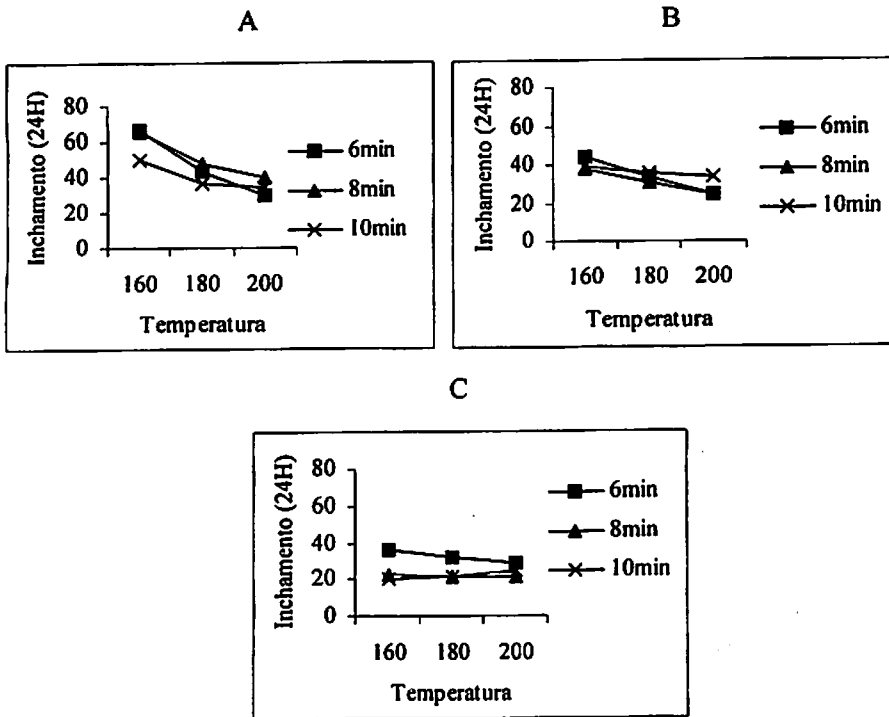 A
Inchamento (24H)
80
60
40
20
0
160 180 200
Temperatura
6min
8min
10min
B
Inchamento (24H)
80
60
40
20
0
160 180 200
Temperatura
6min
8min
10min
C
Inchamento (24H)
80
60
40
20
0
160 180 200
Temperatura
6min
8min
10min